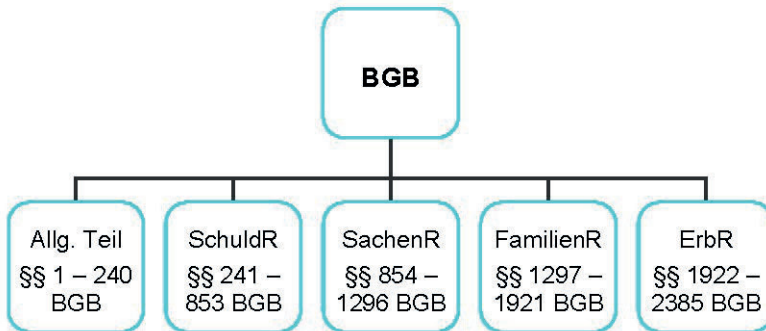 BGB
Allg. Teil
§§ 1 – 240
BGB
SchuldR
§§ 241 –
853 BGB
SachenR
§§ 854 –
1296 BGB
FamilienR
§§ 1297 –
1921 BGB
ErbR
§§ 1922 –
2385 BGB